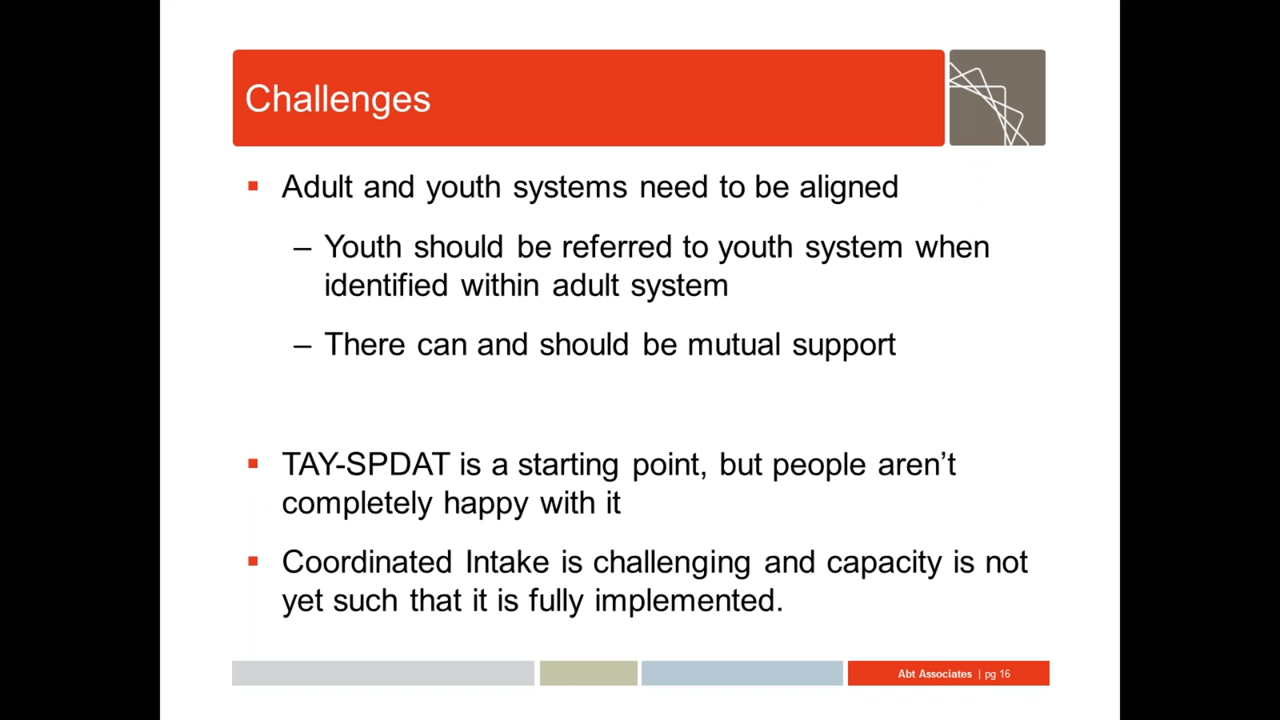 Challenges
▪ Adult and youth systems need to be aligned
– Youth should be referred to youth system when
identified within adult system
– There can and should be mutual support
▪ TAY-SPDAT is a starting point, but people aren’t
completely happy with it
▪ Coordinated Intake is challenging and capacity is not
yet such that it is fully implemented.
Abt Associates | pg 16